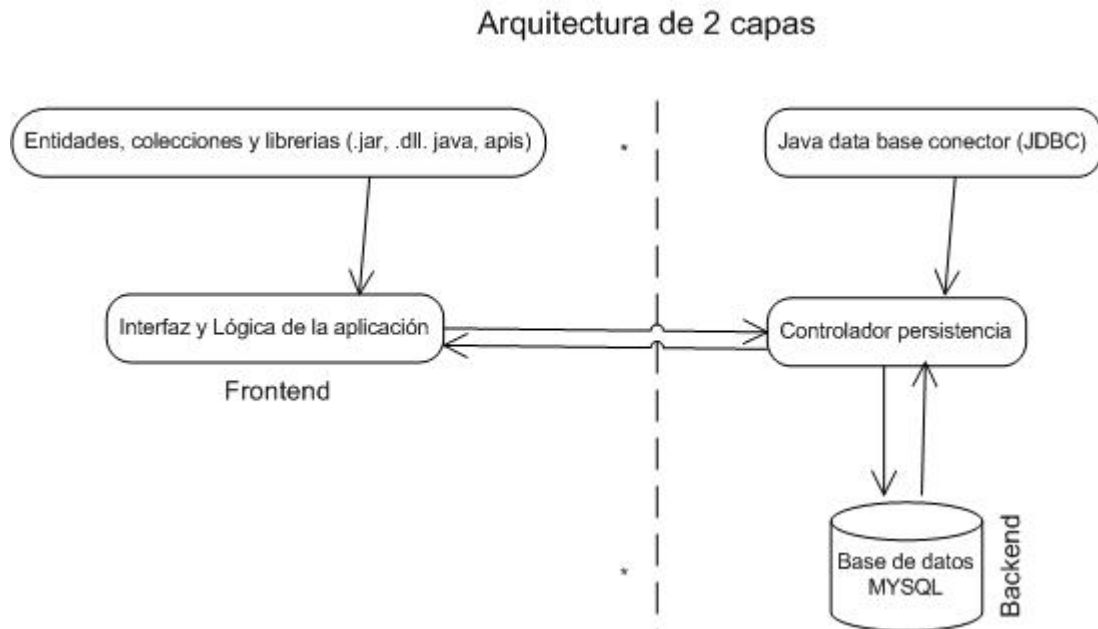 Arquitectura de 2 capas
Entidades, colecciones y librerias (.jar, .dll. java, apis)
*
Java data base conector (JDBC)
Interfaz y Lógica de la aplicación
Controlador persistencia
Frontend
Base de datos
MYSQL
Backend
*